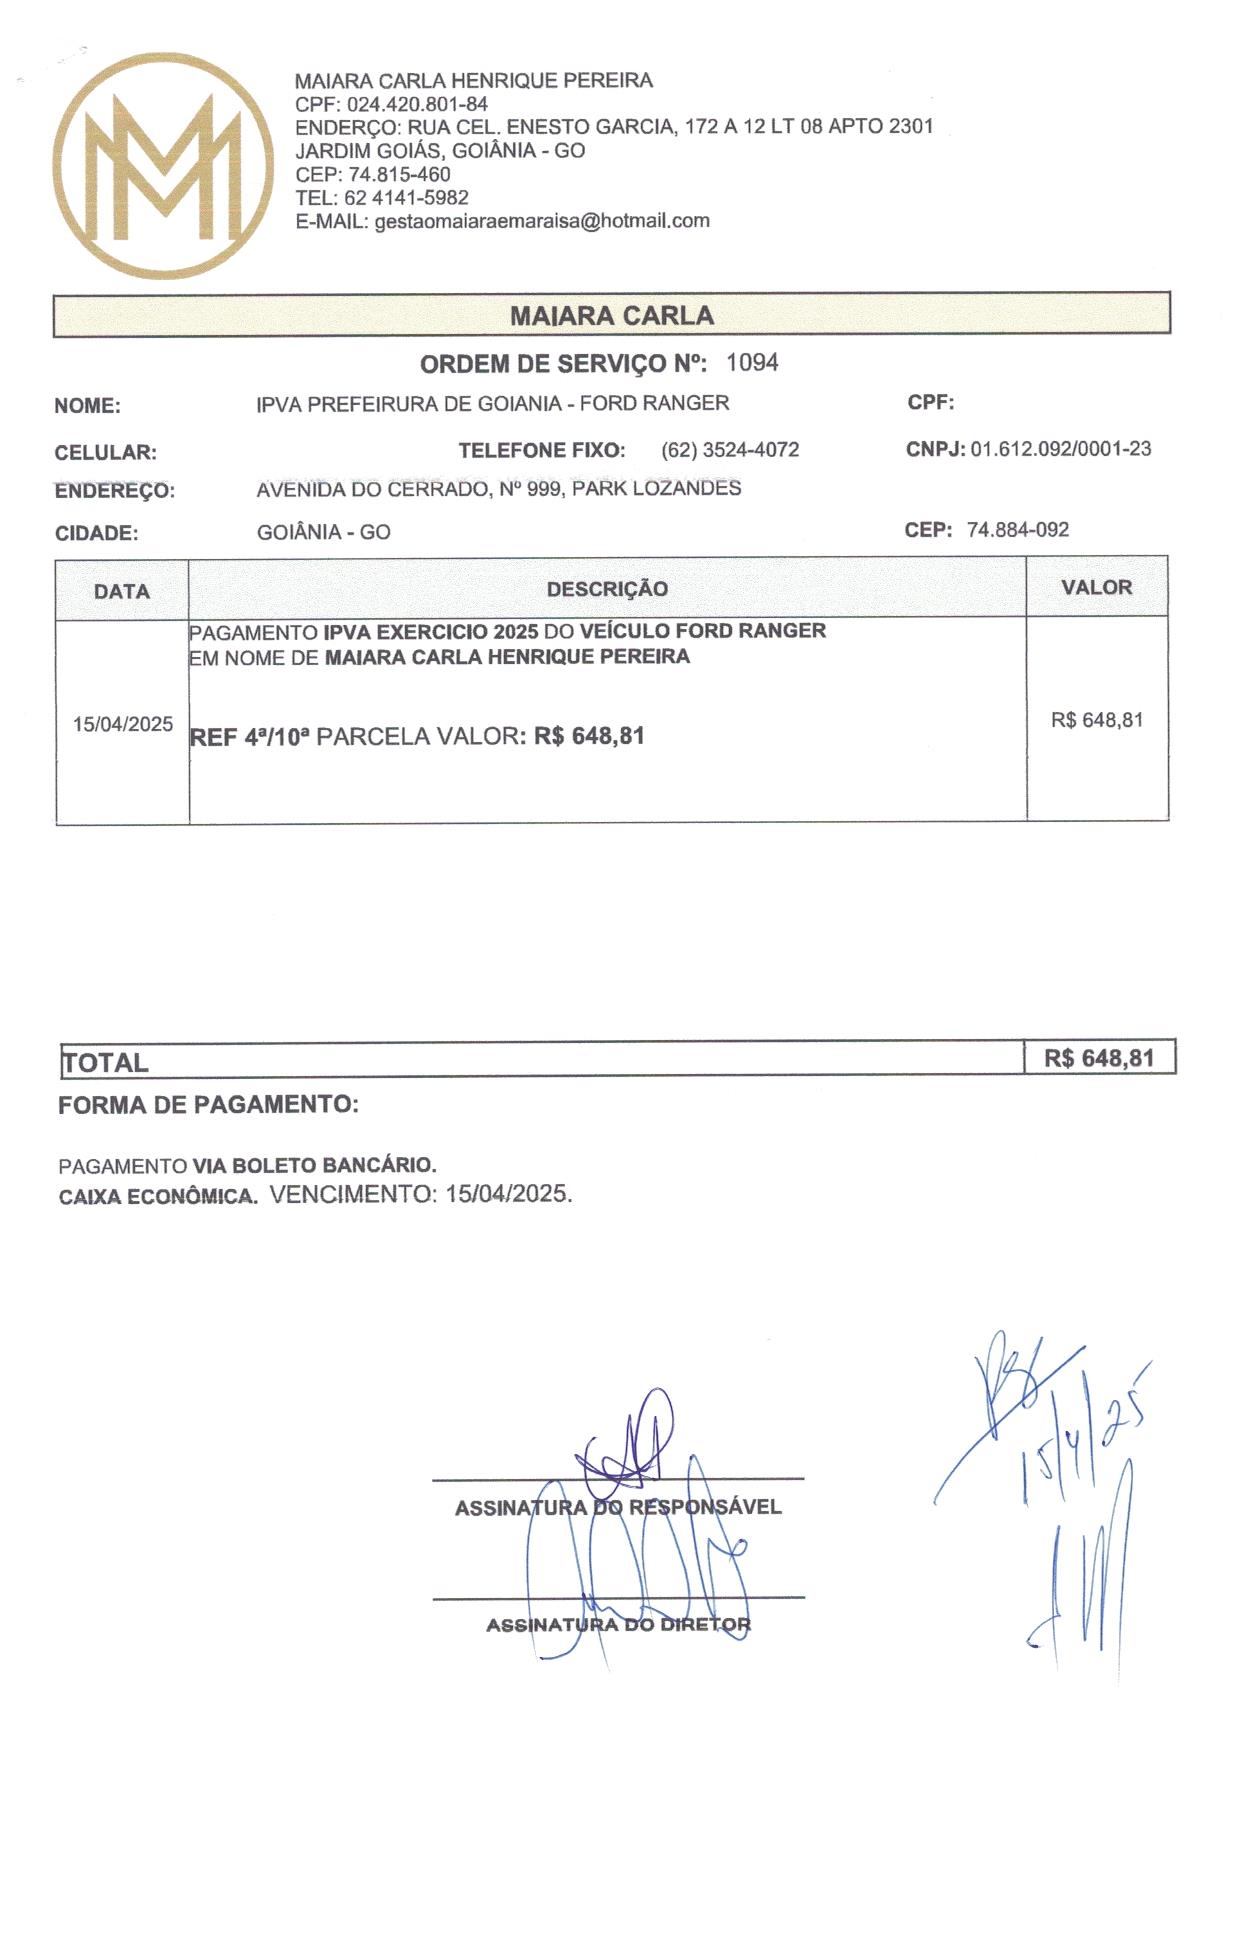 MAIARA CARLA HENRIQUE PEREIRA
CPF: 024.420.801-84
ENDERÇO: RUA CEL. ENESTO GARCIA, 172 A 12 LT 08 APTO 2301
JARDIM GOIÁS, GOIÂNIA - GO
CEP: 74.815-460
TEL: 62 4141-5982
E-MAIL: gestaomaiaraemaraisa@hotmail.com
MAIARA CARLA
ORDEM DE SERVIÇO Nº: 1094
NOME: IPVA PREFEIRURA DE GOIANIA - FORD RANGER CPF:
CELULAR: TELEFONE FIXO: (62) 3524-4072 CNPJ: 01.612.092/0001-23
ENDEREÇO: AVENIDA DO CERRADO, Nº 999, PARK LOZANDES
CIDADE: GOIÂNIA - GO CEP: 74.884-092
DATA DESCRIÇÃO VALOR
PAGAMENTO IPVA EXERCICIO 2025 DO VEÍCULO FORD RANGER
EM NOME DE MAIARA CARLA HENRIQUE PEREIRA
15/04/2025 REF 4ª/10ª PARCELA VALOR: R$ 648,81 R$ 648,81
TOTAL R$ 648,81
FORMA DE PAGAMENTO:
PAGAMENTO VIA BOLETO BANCÁRIO.
CAIXA ECONÔMICA. VENCIMENTO: 15/04/2025.
15/4/25
ASSINATURA DO RESPONSÁVEL
ASSINATURA DO DIRETOR